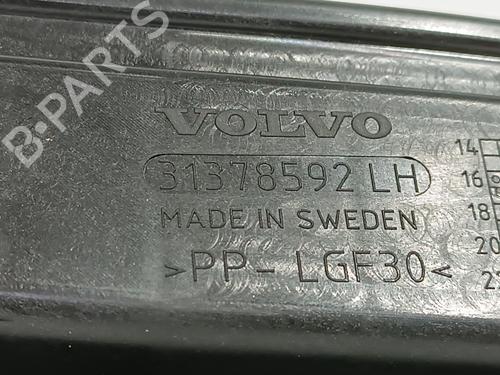 B-PARTS
VOLVO
31378592 LH
MADE IN SWEDEN
>PP-LGF30<
14
16
18
20